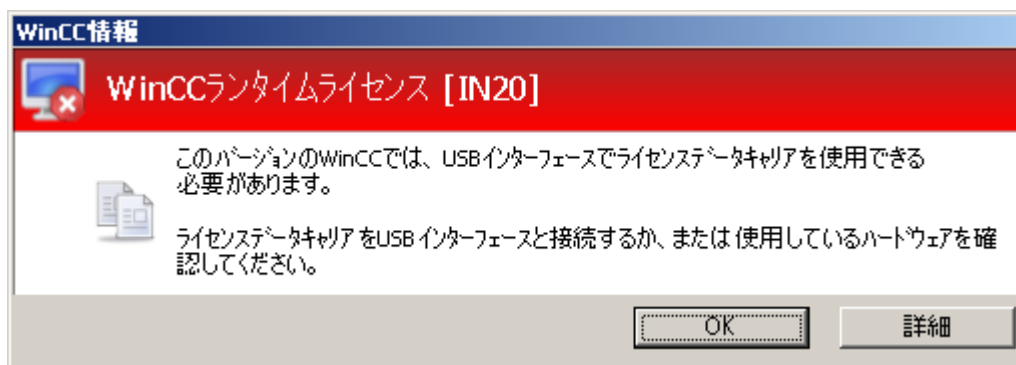 WinCC情報
WinCCランタイムライセンス [IN20]
このバージョンのWinCCでは、USBインターフェースでライセンスデータキャリアを使用できる
必要があります。
ライセンスデータキャリアをUSBインターフェースと接続するか、または使用しているハードウェアを確
認してください。
OK
詳細